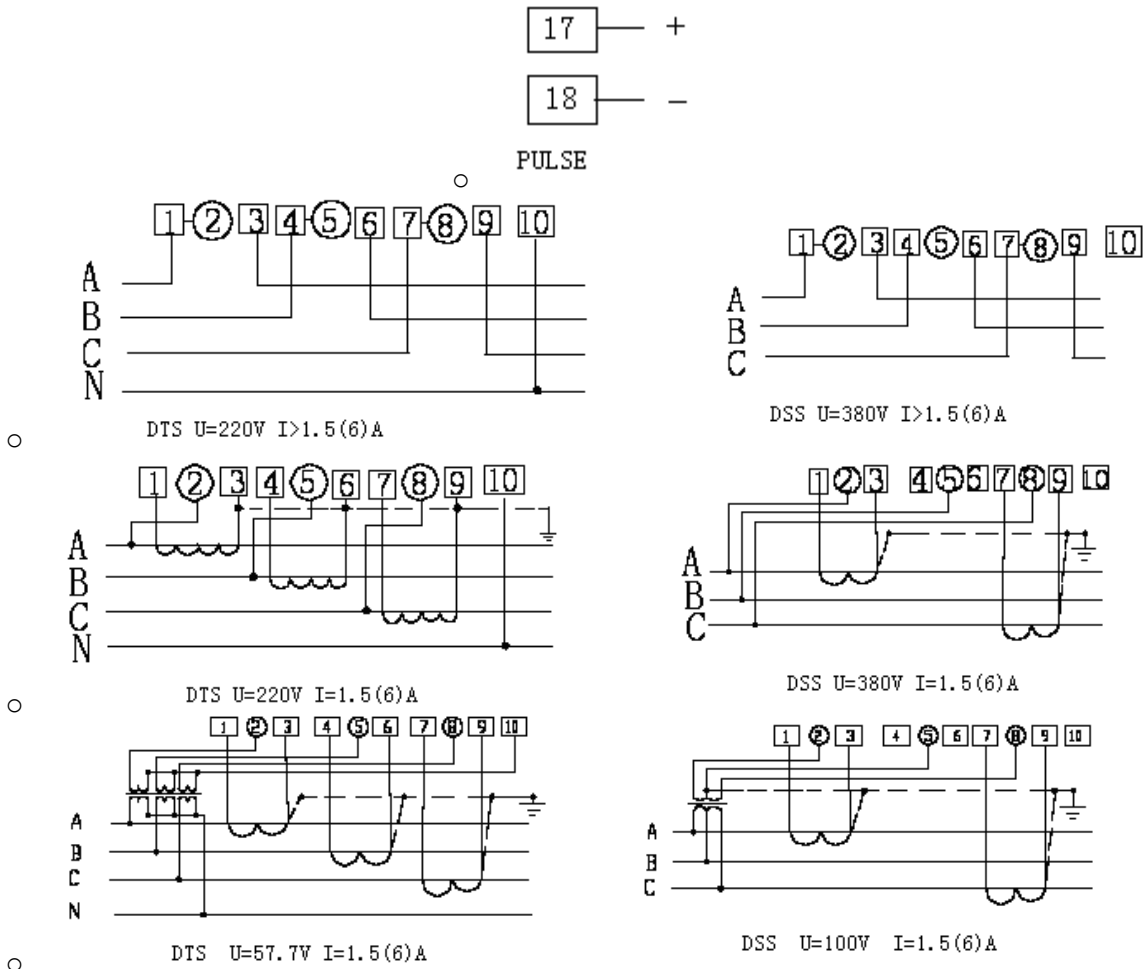 17 +
18 −
PULSE
1 2 3 4 5 6 7 8 9 10
A
B
C
N
DTS U=220V I>1.5(6)A
1 2 3 4 5 6 7 8 9 10
A
B
C
DSS U=380V I>1.5(6)A
1 2 3 4 5 6 7 8 9 10
A
B
C
N
DTS U=220V I=1.5(6)A
1 2 3 4 5 6 7 8 9 10
A
B
C
DSS U=380V I=1.5(6)A
1 2 3 4 5 6 7 8 9 10
A
B
C
N
DTS U=57.7V I=1.5(6)A
1 2 3 4 5 6 7 8 9 10
A
B
C
DSS U=100V I=1.5(6)A